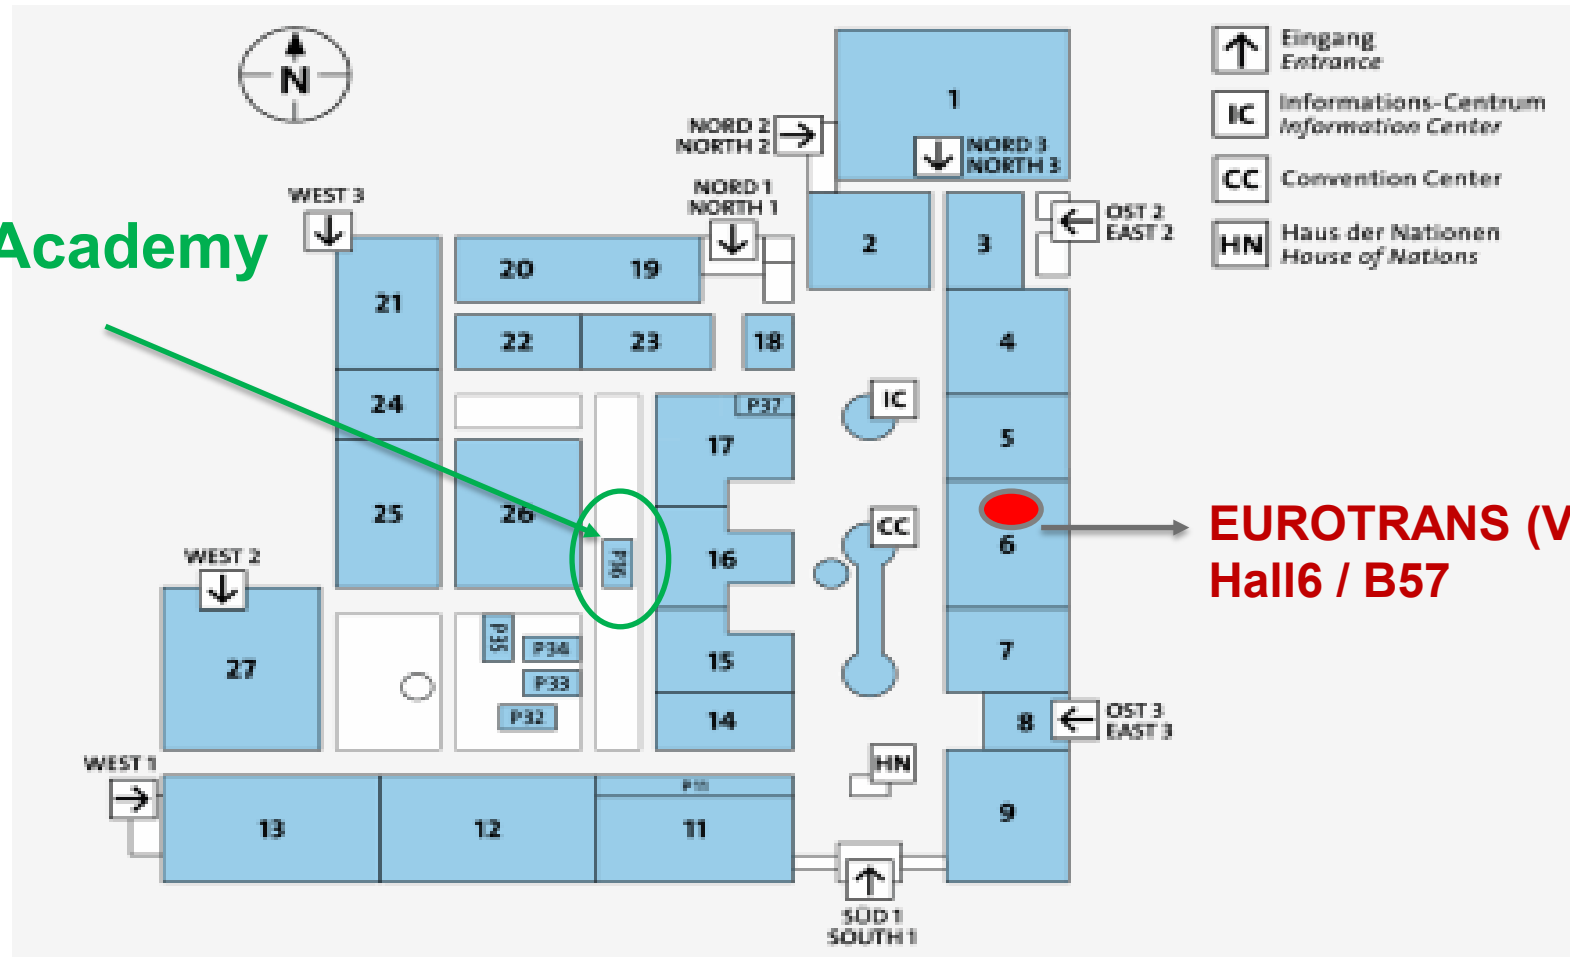 N
Eingang
Entrance
IC
Informations-Centrum
Information Center
CC
Convention Center
HN
Haus der Nationen
House of Nations
1
NORD 2
NORTH 2
NORD 3
NORTH 3
WEST 3
NORD 1
NORTH 1
OST 2
EAST 2
Academy
20
19
2
3
21
22
23
18
4
24
P37
IC
17
5
25
26
CC
EUROTRANS (V
Hall6 / B57
6
WEST 2
P36
16
27
P35
P34
P33
P32
15
7
14
8
OST 3
EAST 3
WEST 1
HN
P11
13
12
11
9
SÜD 1
SOUTH 1